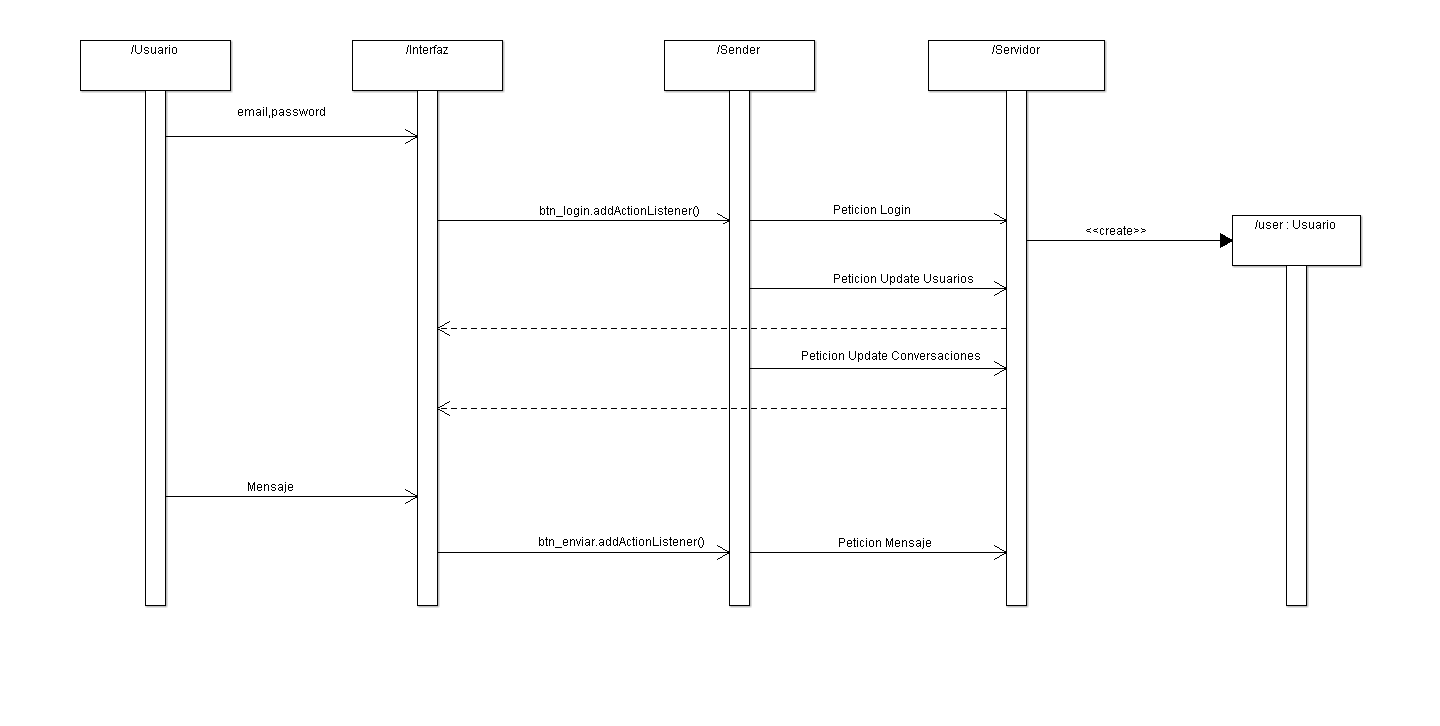 /Usuario
/Interfaz
/Sender
/Servidor
email,password
btn_login.addActionListener()
Peticion Login
/user : Usuario
<<create>>
Peticion Update Usuarios
Peticion Update Conversaciones
Mensaje
btn_enviar.addActionListener()
Peticion Mensaje